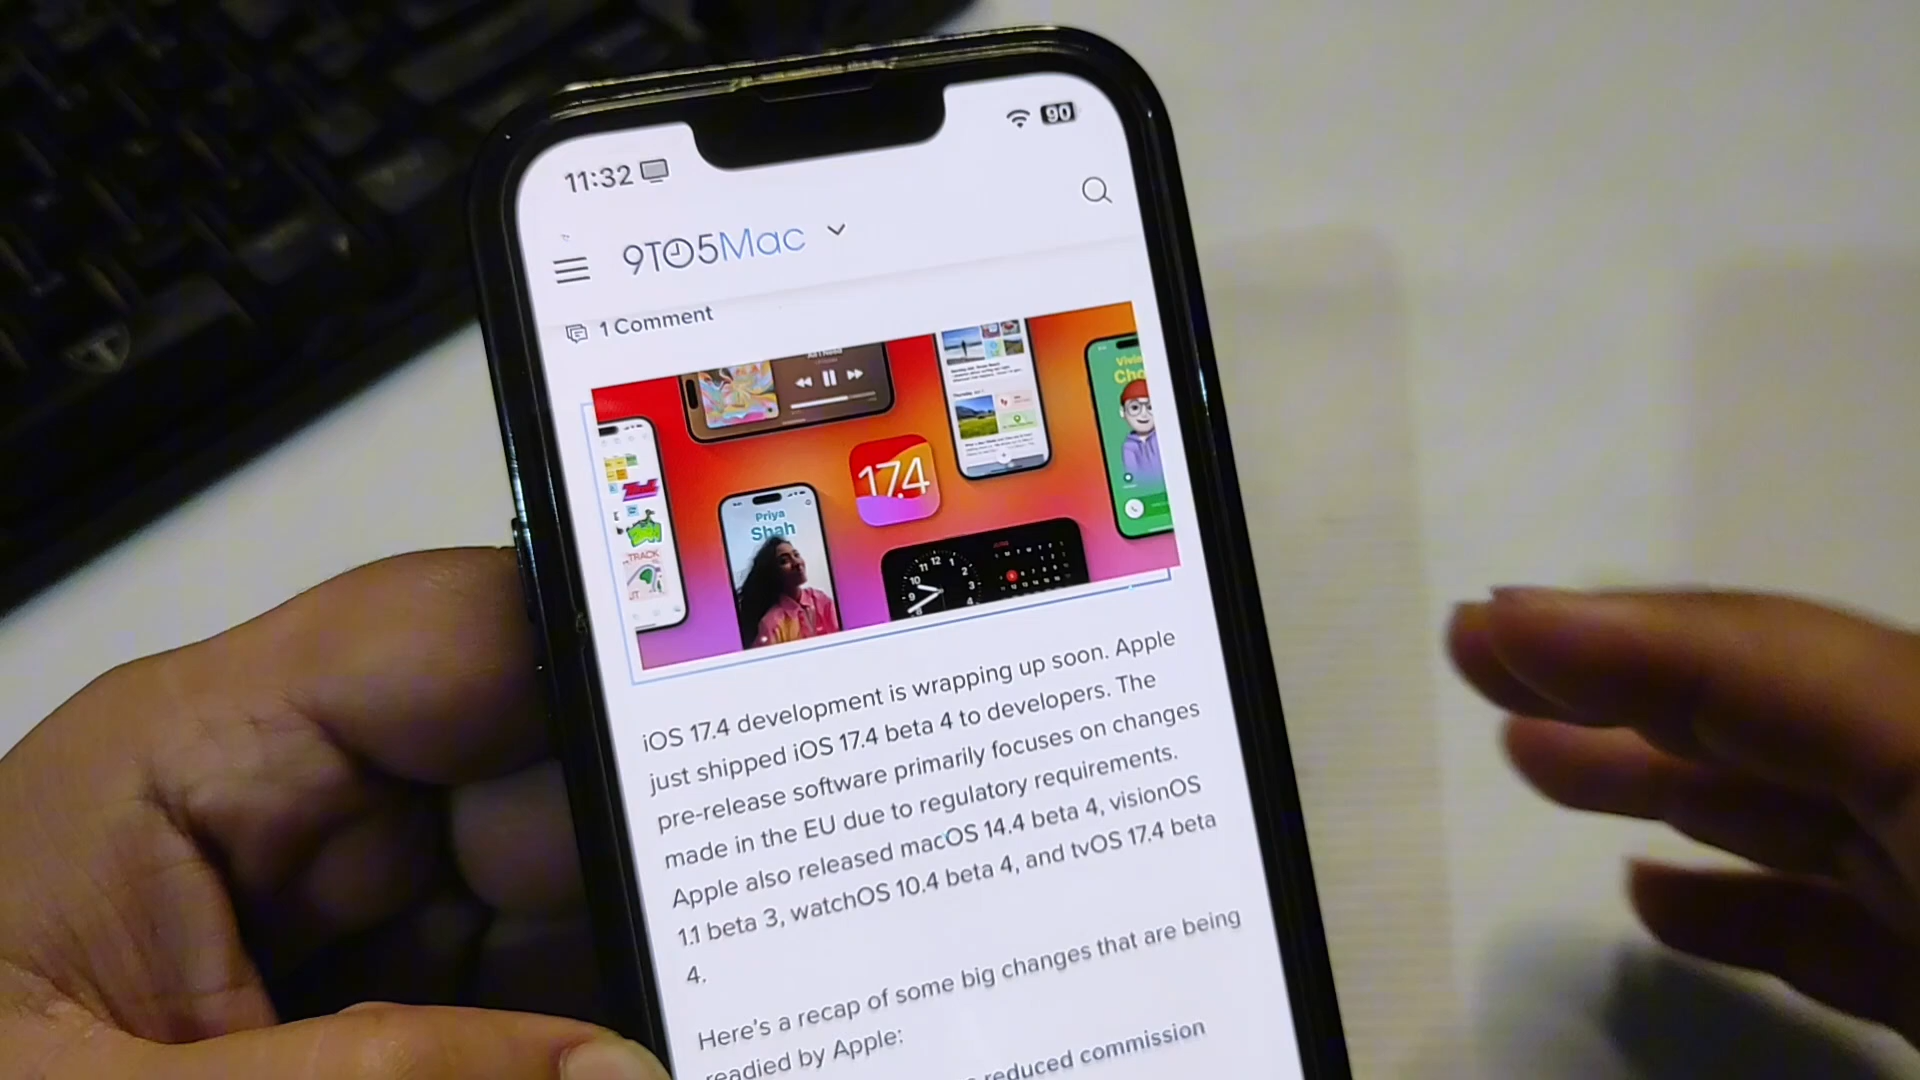 11:32
90
9TO5Mac
1 Comment
17.4
Priya
Shah
TRACK
iOS 17.4 development is wrapping up soon. Apple
just shipped iOS 17.4 beta 4 to developers. The
pre-release software primarily focuses on changes
made in the EU due to regulatory requirements.
Apple also released macOS 14.4 beta 4, visionOS
1.1 beta 3, watchOS 10.4 beta 4, and tvOS 17.4 beta
4.
Here's a recap of some big changes that are being
readied by Apple:
reduced commission